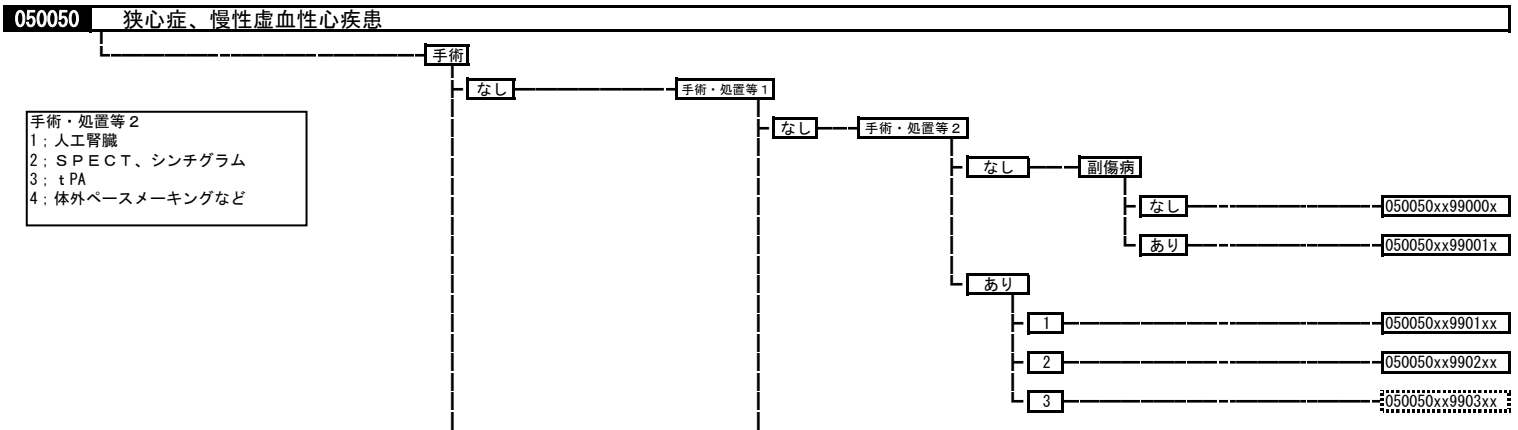 050050 狭心症、慢性虚血性心疾患
手術
なし 手術・処置等1
手術・処置等2
1;人工腎臓
2;SPECT、シンチグラム
3;tPA
4;体外ペースメーキングなど
なし 手術・処置等2
なし 副傷病
なし 050050xx99000x
あり 050050xx99001x
あり
1 050050xx9901xx
2 050050xx9902xx
3 050050xx9903xx